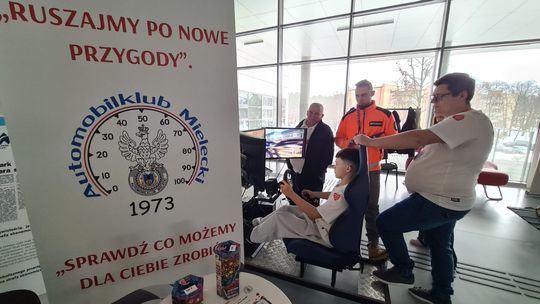 „RUSZAJMY PO NOWE
PRZYGODY”.
Automobilklub Mielecki
0 10 20 30 40 50 60 70 80 90 100
1973
„SPRAWDŹ CO MOŻEMY
DLA CIEBIE ZROBIĆ